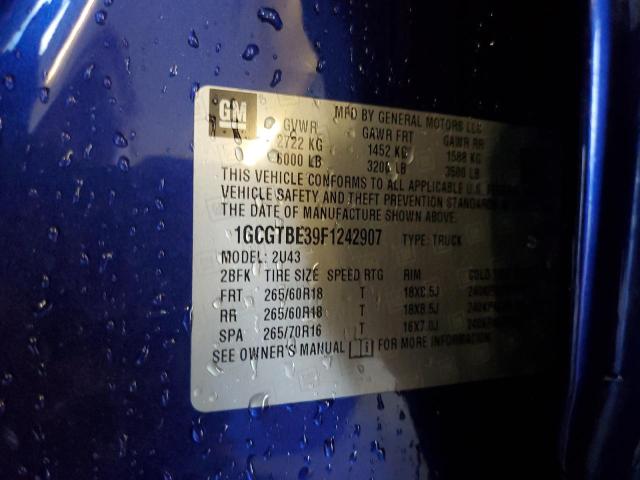 GM
MFD BY GENERAL MOTORS LLC
GVWR GAWR FRT GAWR RR
2722 KG 1452 KG 1588 KG
6000 LB 3200 LB 3500 LB
THIS VEHICLE CONFORMS TO ALL APPLICABLE U.S. FEDERAL
VEHICLE SAFETY AND THEFT PREVENTION STANDARDS
THE DATE OF MANUFACTURE SHOWN ABOVE.
1GCGTBE39F1242907 TYPE: TRUCK
MODEL: 2U43
2BFK TIRE SIZE SPEED RTG RIM COLD
FRT 265/60R18 T 18X8.5J
RR 265/60R18 T 18X8.5J
SPA 265/70R16 T 16X7.0J
SEE OWNER'S MANUAL FOR MORE INFORMATION